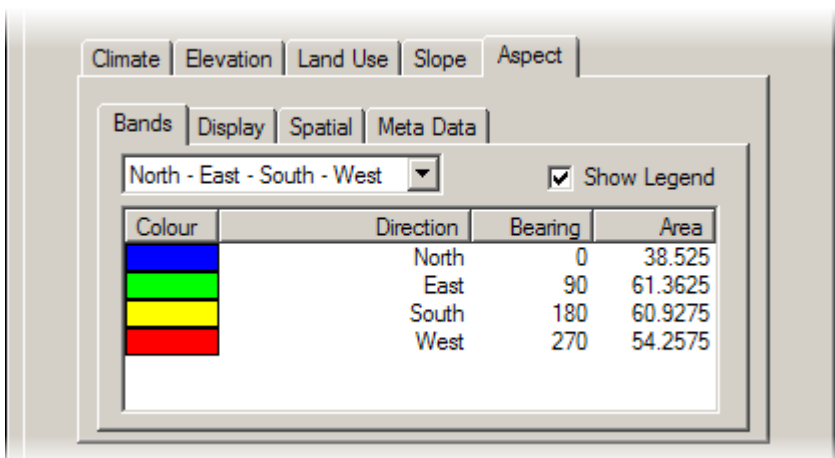 Climate Elevation Land Use Slope Aspect
Bands Display Spatial Meta Data
North - East - South - West Show Legend
Colour Direction Bearing Area
North 0 38.525
East 90 61.3625
South 180 60.9275
West 270 54.2575